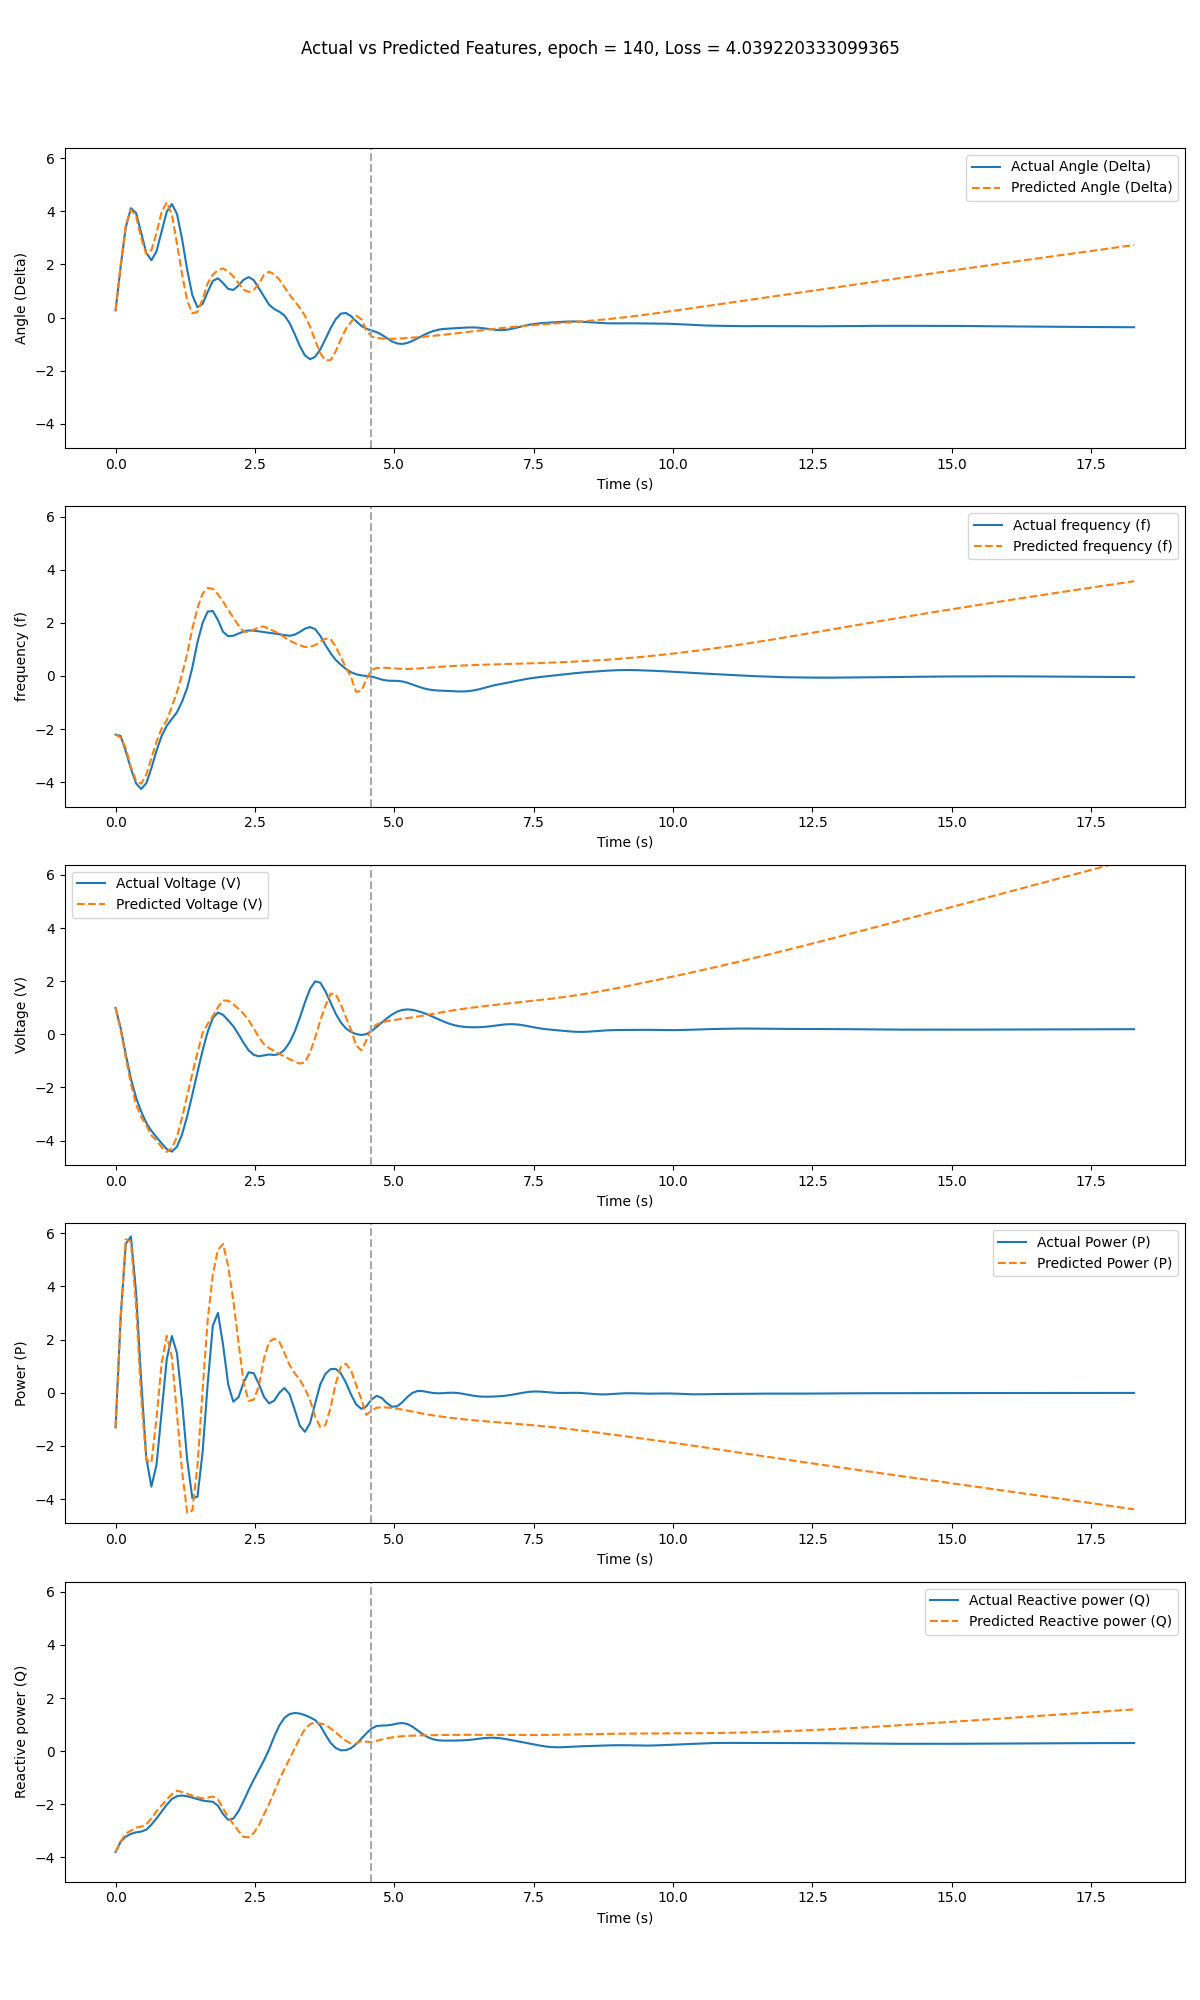 Actual vs Predicted Features, epoch = 140, Loss = 4.039220333099365
Actual Angle (Delta)
Predicted Angle (Delta)
Angle (Delta)
6
4
2
0
−2
−4
0.0 2.5 5.0 7.5 10.0 12.5 15.0 17.5
Time (s)
Actual frequency (f)
Predicted frequency (f)
frequency (f)
6
4
2
0
−2
−4
0.0 2.5 5.0 7.5 10.0 12.5 15.0 17.5
Time (s)
Actual Voltage (V)
Predicted Voltage (V)
Voltage (V)
6
4
2
0
−2
−4
0.0 2.5 5.0 7.5 10.0 12.5 15.0 17.5
Time (s)
Actual Power (P)
Predicted Power (P)
Power (P)
6
4
2
0
−2
−4
0.0 2.5 5.0 7.5 10.0 12.5 15.0 17.5
Time (s)
Actual Reactive power (Q)
Predicted Reactive power (Q)
Reactive power (Q)
6
4
2
0
−2
−4
0.0 2.5 5.0 7.5 10.0 12.5 15.0 17.5
Time (s)